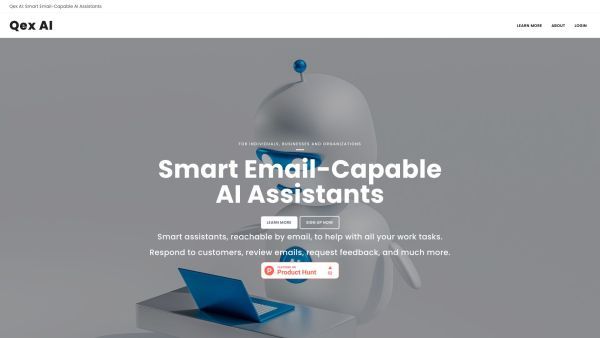 Qex AI: Smart Email-Capable AI Assistants
Qex AI
LEARN MORE ABOUT LOGIN
FOR INDIVIDUALS, BUSINESSES AND ORGANIZATIONS
Smart Email-Capable
AI Assistants
LEARN MORE SIGN UP NOW
Smart assistants, reachable by email, to help with all your work tasks.
Respond to customers, review emails, request feedback, and much more.
Product Hunt